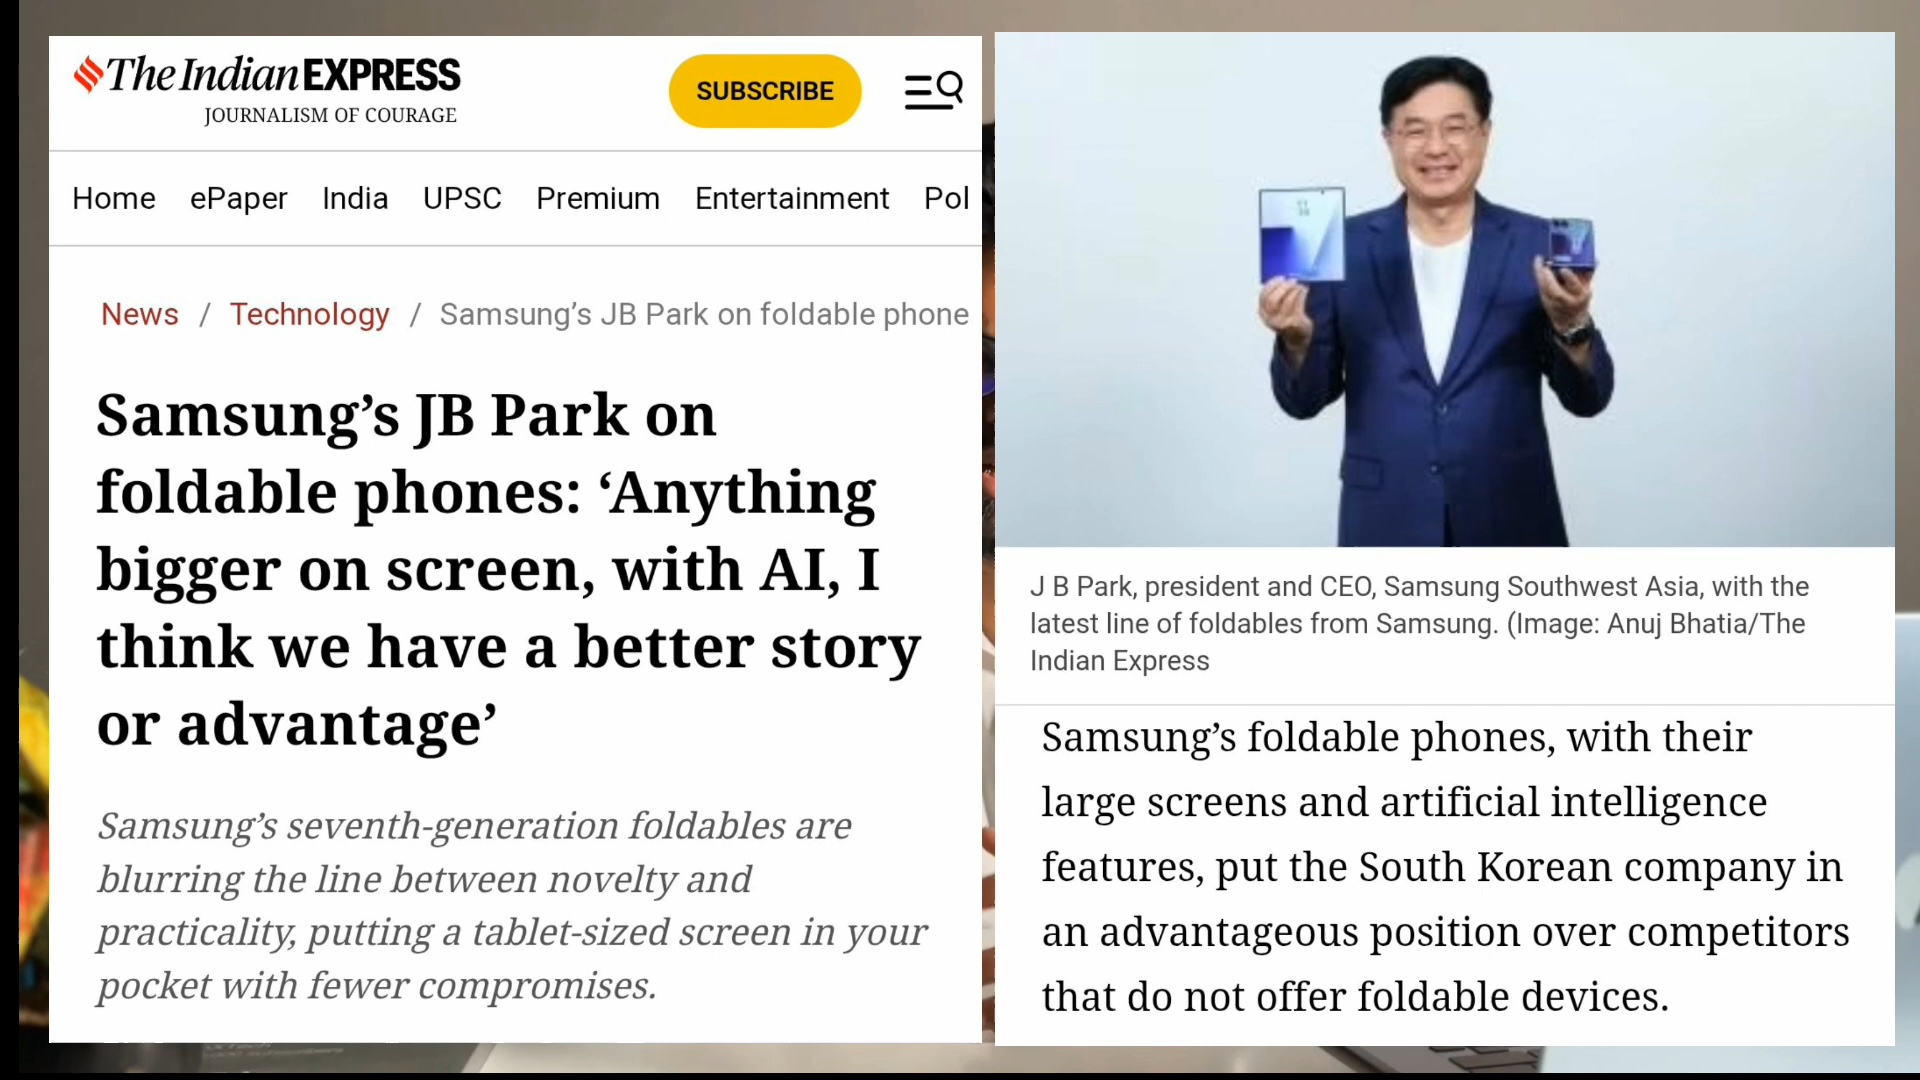 The Indian EXPRESS
JOURNALISM OF COURAGE
SUBSCRIBE
Home ePaper India UPSC Premium Entertainment Pol
News / Technology / Samsung’s JB Park on foldable phone
Samsung’s JB Park on
foldable phones: ‘Anything
bigger on screen, with AI, I
think we have a better story
or advantage’
Samsung’s seventh-generation foldables are
blurring the line between novelty and
practicality, putting a tablet-sized screen in your
pocket with fewer compromises.
J B Park, president and CEO, Samsung Southwest Asia, with the
latest line of foldables from Samsung. (Image: Anuj Bhatia/The
Indian Express
Samsung’s foldable phones, with their
large screens and artificial intelligence
features, put the South Korean company in
an advantageous position over competitors
that do not offer foldable devices.